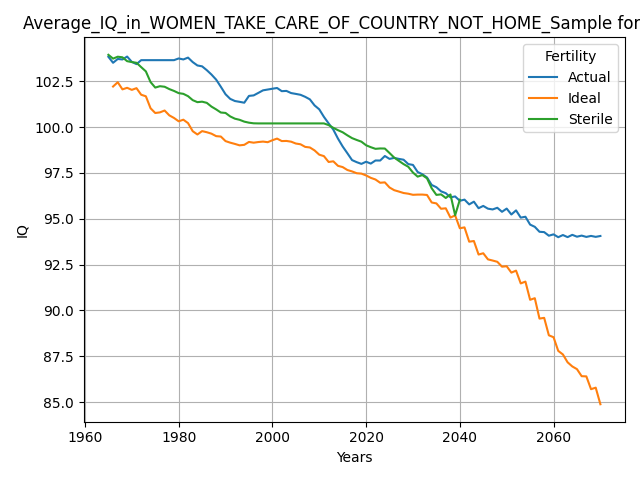 Average_IQ_in_WOMEN_TAKE_CARE_OF_COUNTRY_NOT_HOME_Sample for
Fertility
Actual
Ideal
Sterile
102.5
100.0
97.5
95.0
92.5
90.0
87.5
85.0
IQ
1960 1980 2000 2020 2040 2060
Years